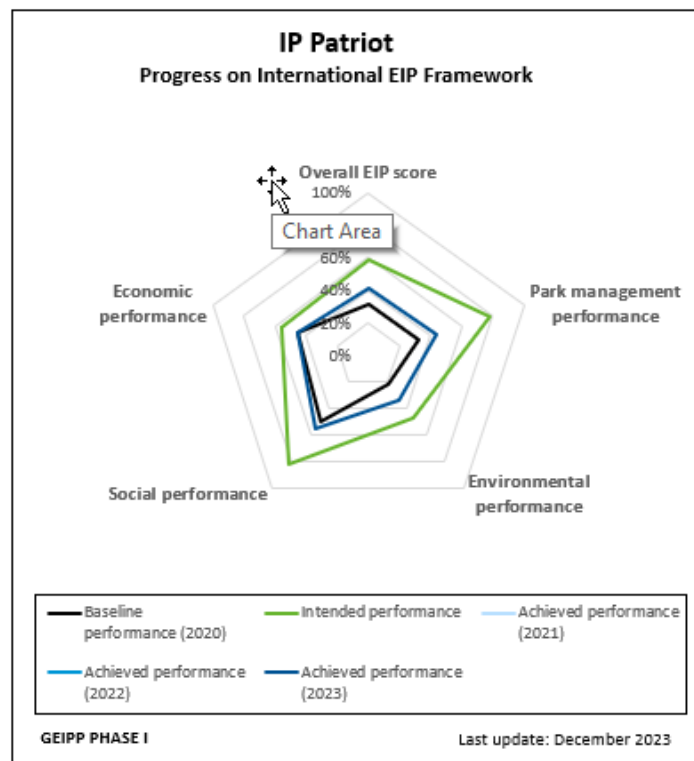 IP Patriot
Progress on International EIP Framework
Overall EIP score
100%
Chart Area
60%
40%
20%
0%
Economic
performance
Park management
performance
Social performance
Environmental
performance
Baseline
performance (2020)
Intended performance
Achieved performance
(2021)
Achieved performance
(2022)
Achieved performance
(2023)
GEIPP PHASE I
Last update: December 2023